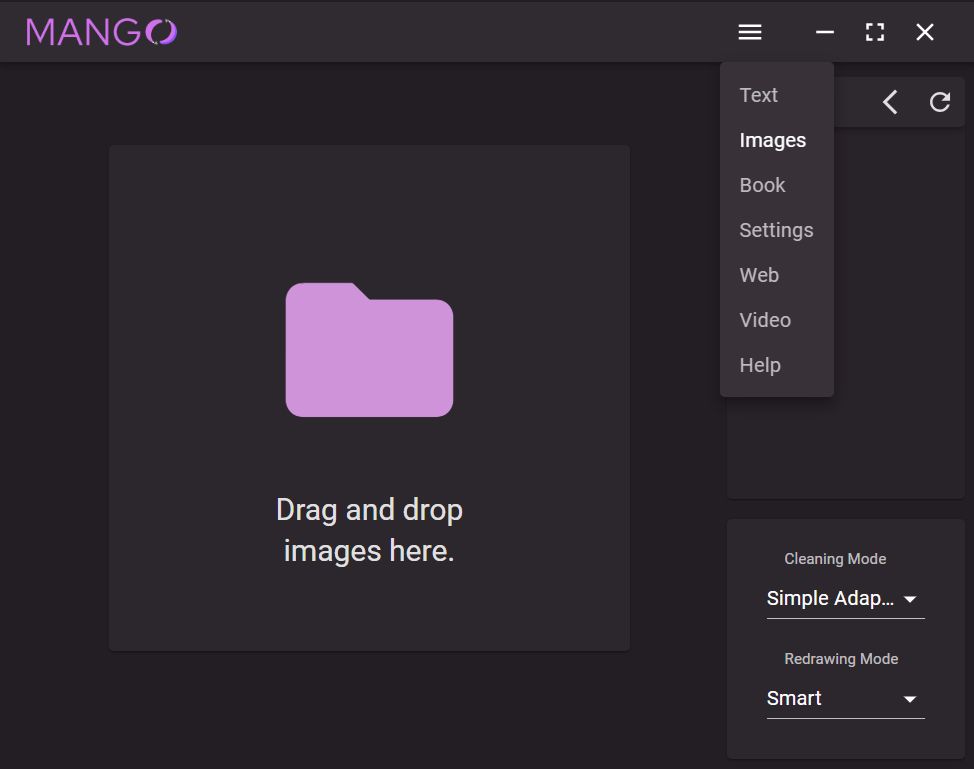 MANGO
Text
Images
Book
Settings
Web
Video
Help
Drag and drop
images here.
Cleaning Mode
Simple Adap...
Redrawing Mode
Smart